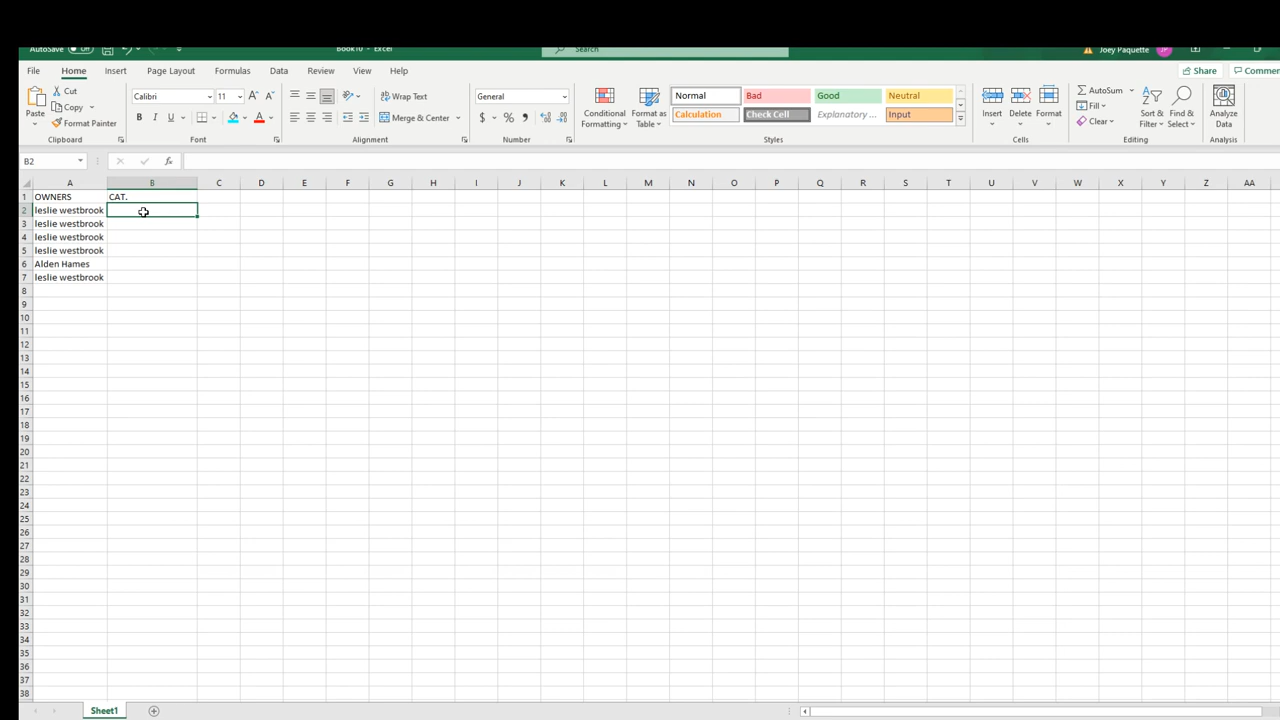 AutoSave Off Book10 - Excel Search Joey Paquette JP
File Home Insert Page Layout Formulas Data Review View Help Share Comme
Cut Calibri 11 A A Wrap Text General Normal Bad Good Neutral AutoSum
Paste Copy Conditional Format as Insert Delete Format Fill Sort & Find & Analyze
Format Painter B I U A Merge & Center $ % Formatting Table Calculation Check Cell Explanatory ... Input Clear Filter Select Data
Clipboard Font Alignment Number Styles Cells Editing Analysis
B2 fx
A B C D E F G H I J K L M N O P Q R S T U V W X Y Z AA
1 OWNERS CAT.
2 leslie westbrook
3 leslie westbrook
4 leslie westbrook
5 leslie westbrook
6 Alden Hames
7 leslie westbrook
8
9
10
11
12
13
14
15
16
17
18
19
20
21
22
23
24
25
26
27
28
29
30
31
32
33
34
35
36
37
38
Sheet1